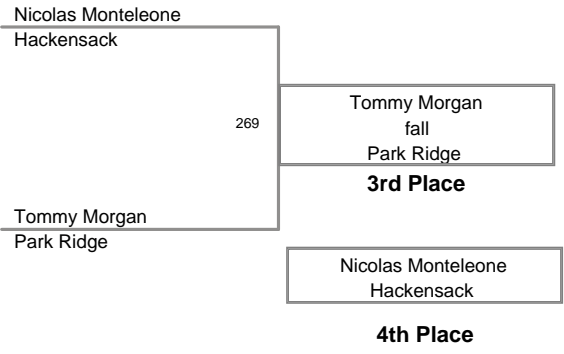 Nicolas Monteleone
Hackensack
269
Tommy Morgan
fall
Park Ridge
3rd Place
Tommy Morgan
Park Ridge
Nicolas Monteleone
Hackensack
4th Place